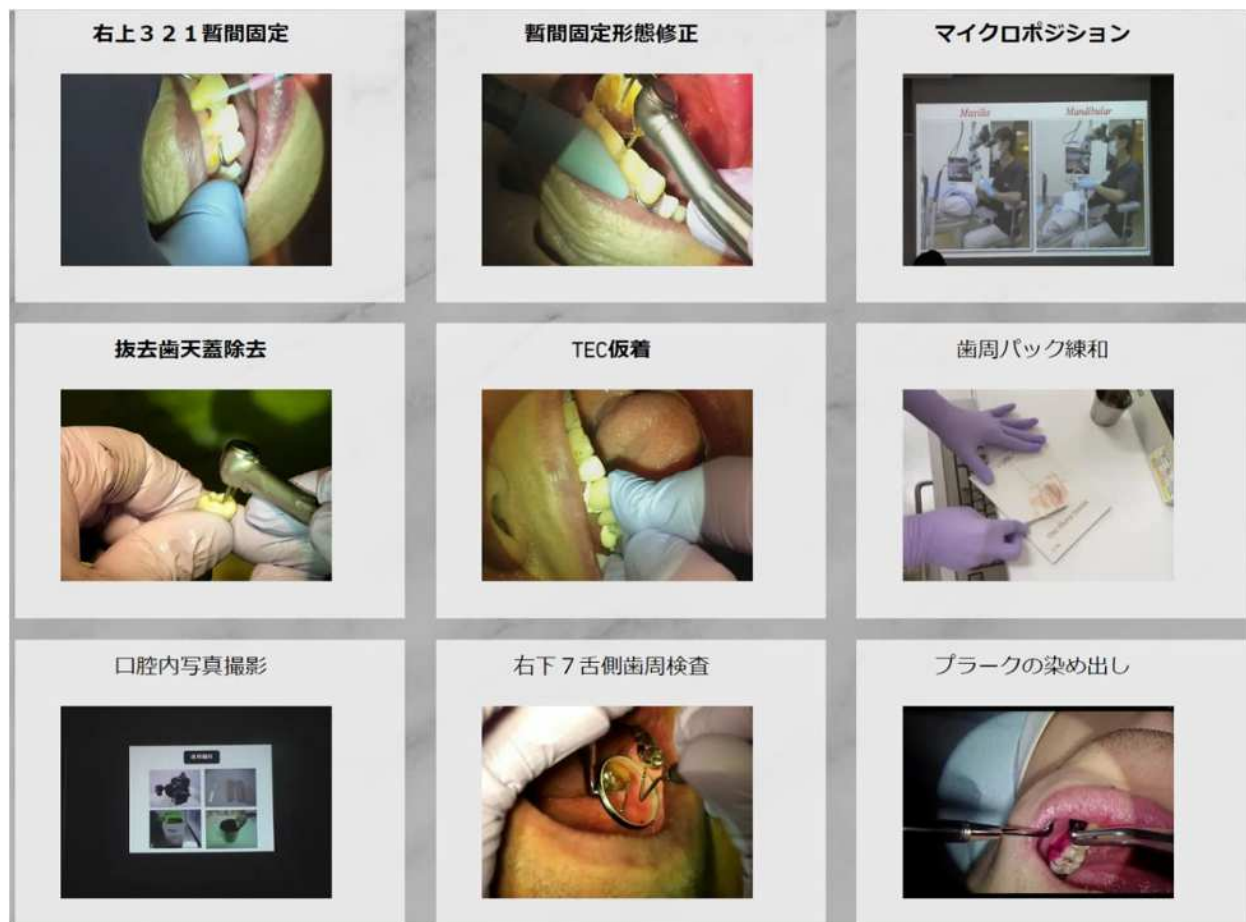 右上３２１暫間固定
暫間固定形態修正
マイクロポジション
Maxilla
Mandibular
抜去歯天蓋除去
TEC仮着
歯周パック練和
口腔内写真撮影
右下７舌側歯周検査
プラークの染め出し